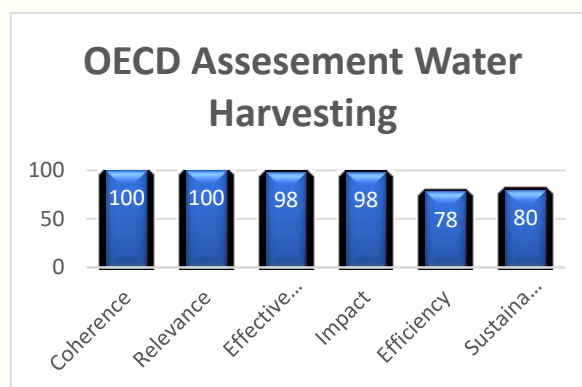 OECD Assesement Water
Harvesting
100
50
0
100
100
98
98
78
80
Coherence
Relevance
Effective...
Impact
Efficiency
Sustaina...